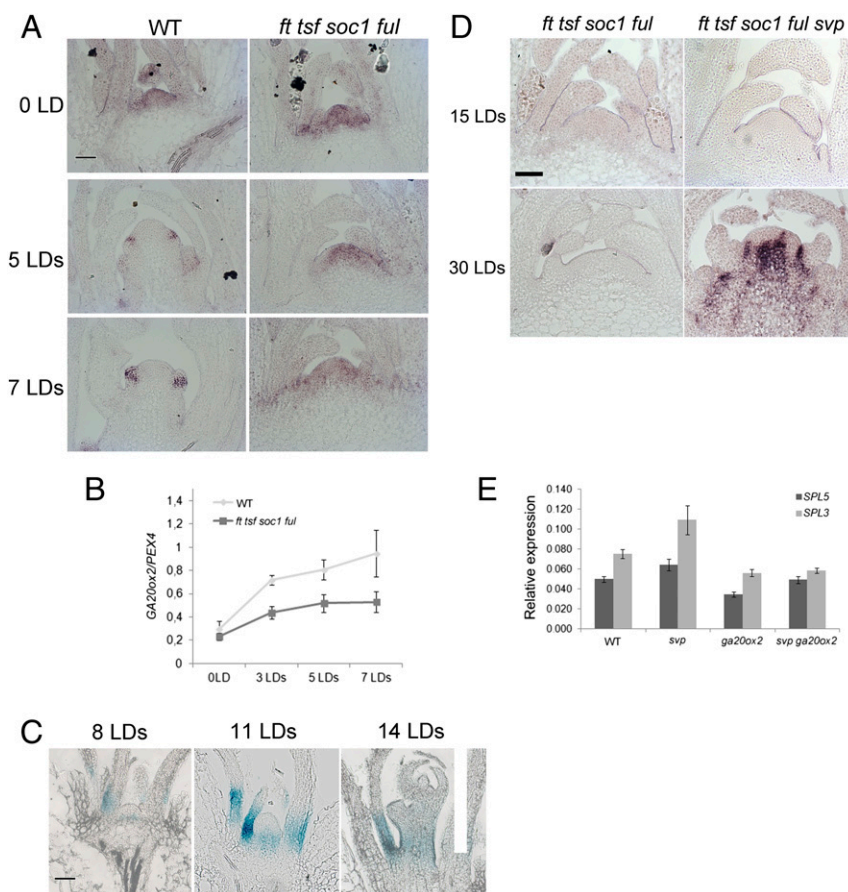 A
WT
ft tsf soc1 ful
0 LD
5 LDs
7 LDs
D
ft tsf soc1 ful
ft tsf soc1 ful svp
15 LDs
30 LDs
B
GA20ox2/PEX4
1,4
1,2
1
0,8
0,6
0,4
0,2
0
WT
ft tsf soc1 ful
0LD
3 LDs
5 LDs
7 LDs
E
Relative expression
0.140
0.120
0.100
0.080
0.060
0.040
0.020
0.000
SPL5
SPL3
WT
svp
ga20ox2
svp ga20ox2
C
8 LDs
11 LDs
14 LDs